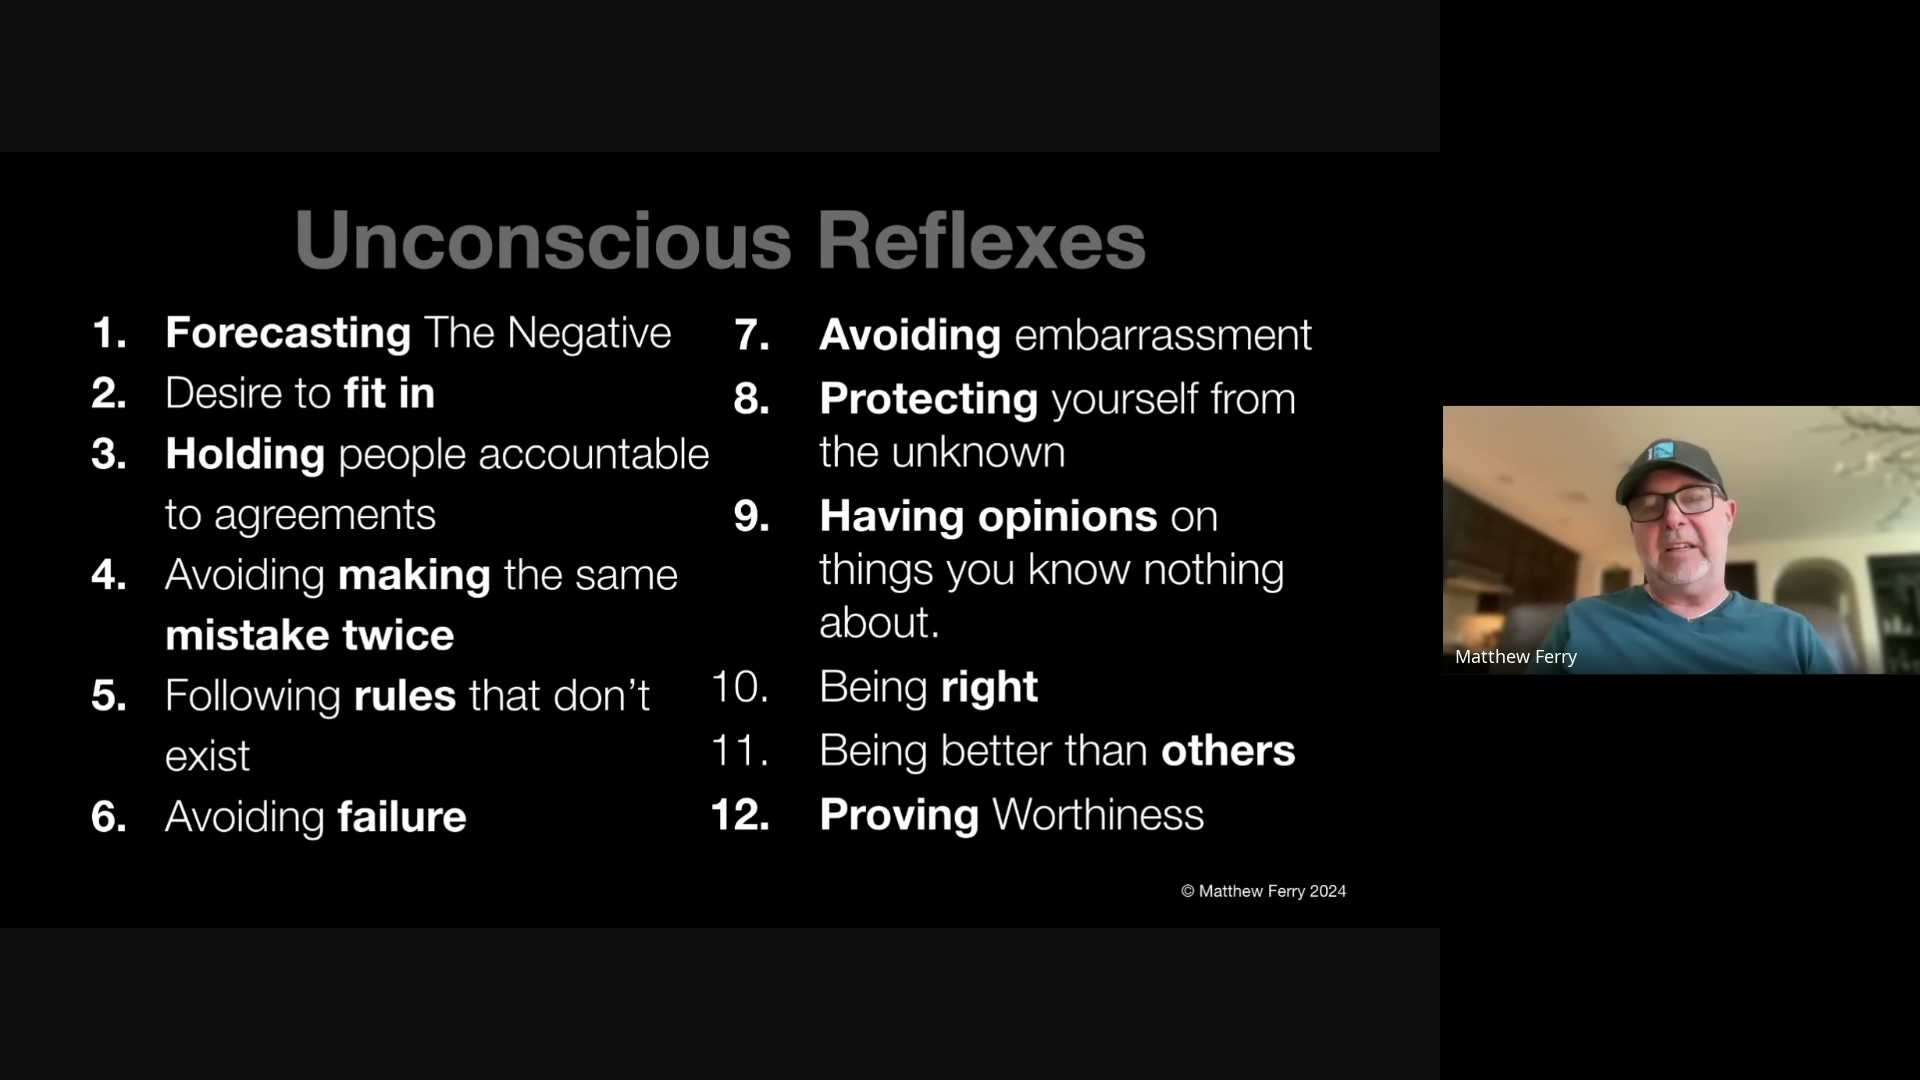 Unconscious Reflexes
1. Forecasting The Negative
2. Desire to fit in
3. Holding people accountable
to agreements
4. Avoiding making the same
mistake twice
5. Following rules that don’t
exist
6. Avoiding failure
7. Avoiding embarrassment
8. Protecting yourself from
the unknown
9. Having opinions on
things you know nothing
about.
10. Being right
11. Being better than others
12. Proving Worthiness
© Matthew Ferry 2024
Matthew Ferry